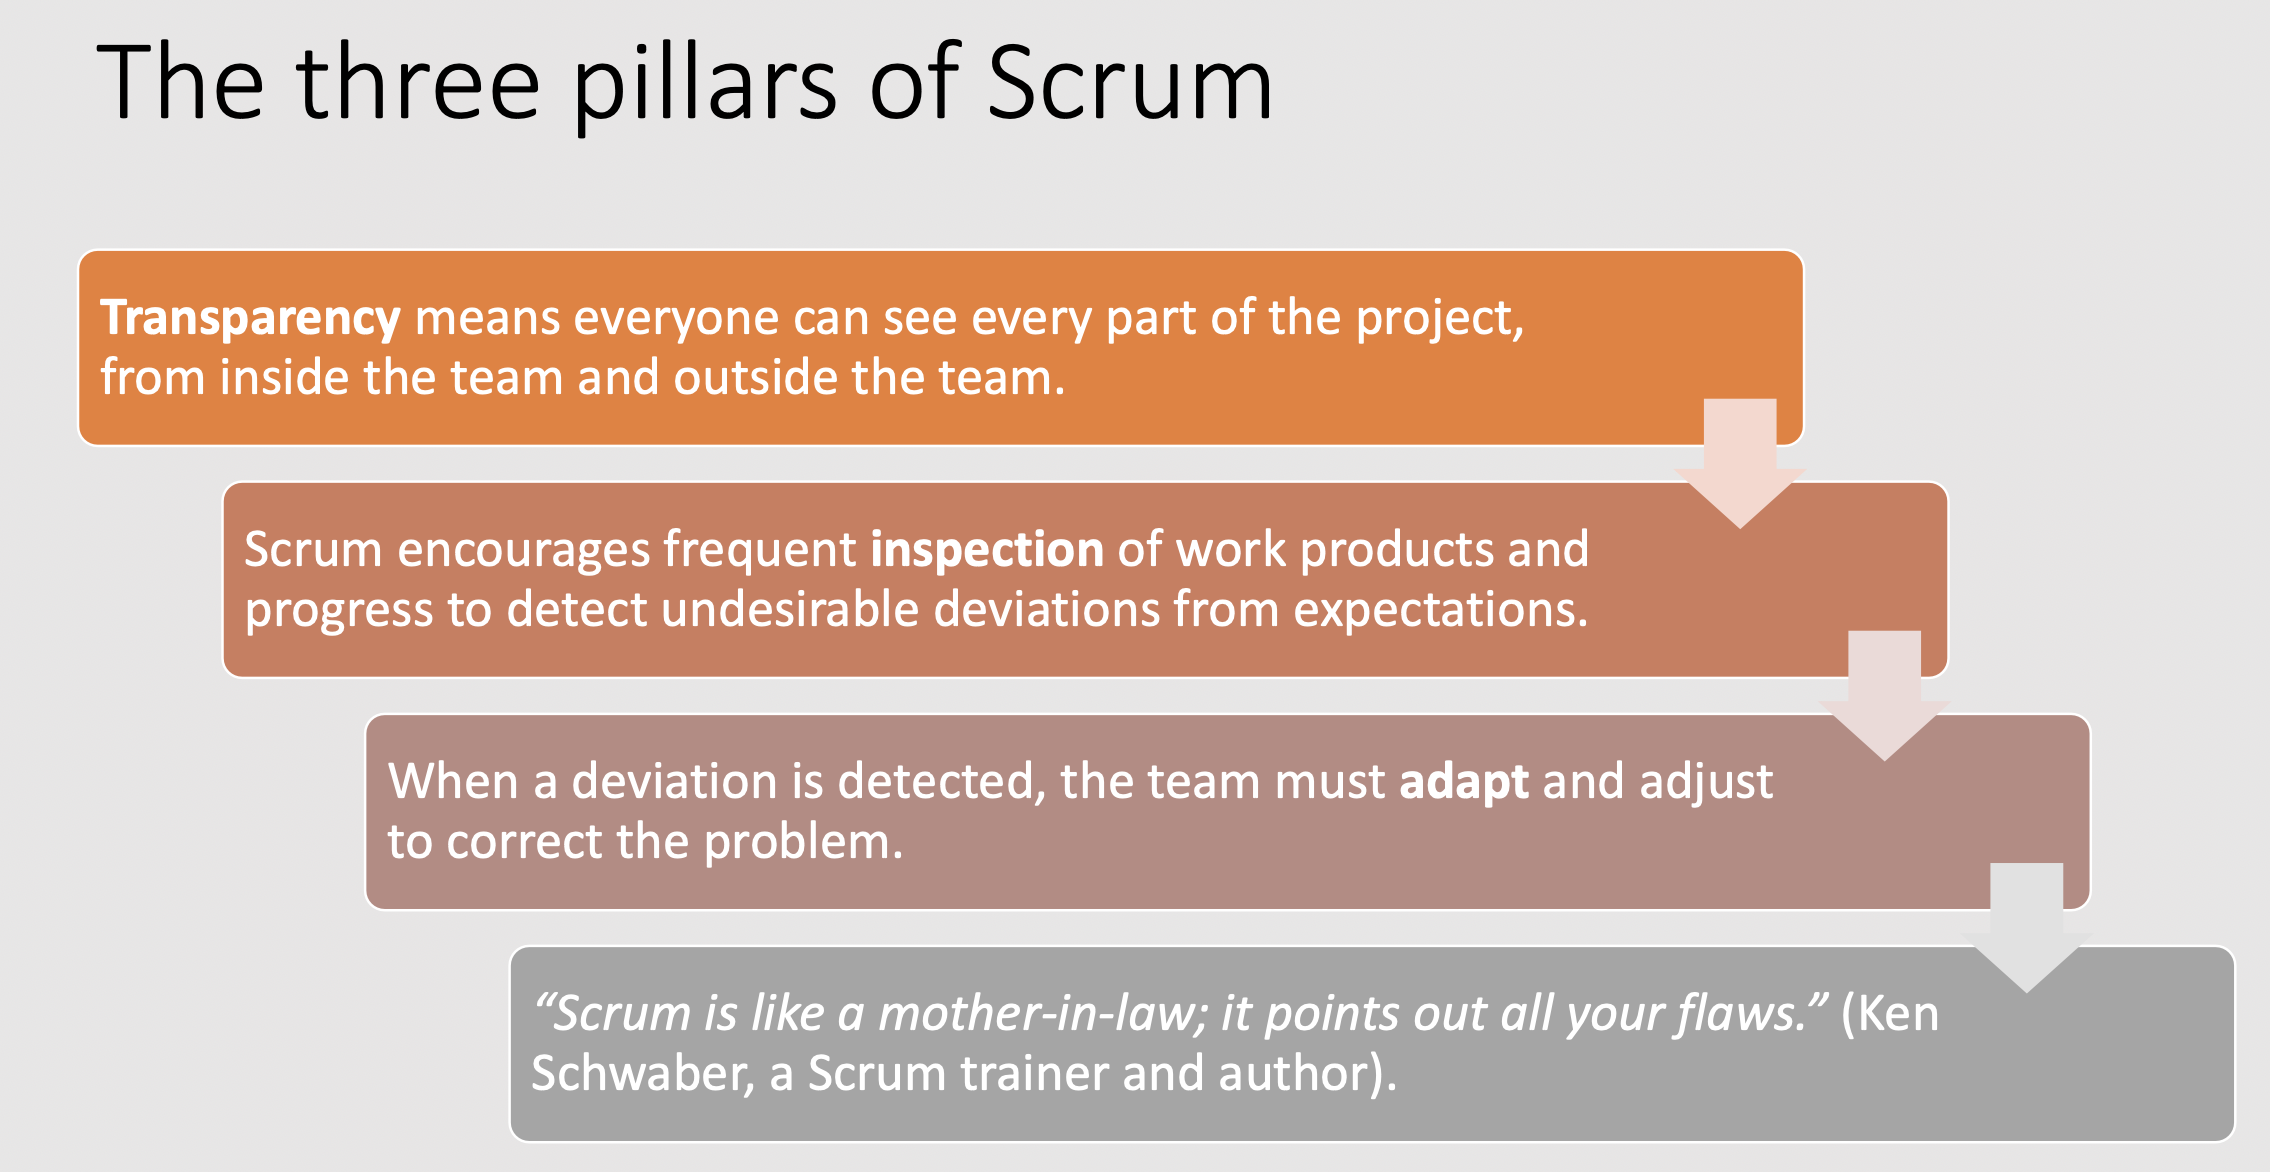 The three pillars of Scrum
Transparency means everyone can see every part of the project,
from inside the team and outside the team.
Scrum encourages frequent inspection of work products and
progress to detect undesirable deviations from expectations.
When a deviation is detected, the team must adapt and adjust
to correct the problem.
“Scrum is like a mother-in-law; it points out all your flaws.” (Ken
Schwaber, a Scrum trainer and author).